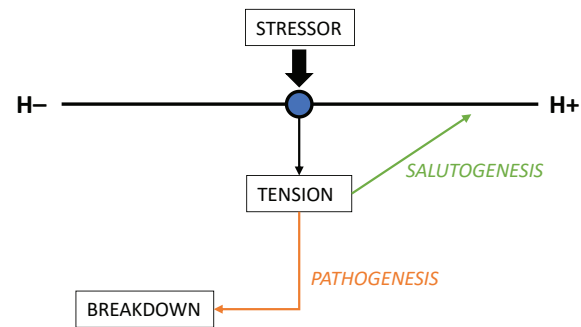 STRESSOR
H–
H+
SALUTOGENESIS
TENSION
PATHOGENESIS
BREAKDOWN